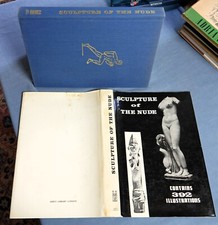 SCULPTURE OF THE NUDE
SCULPTURE OF THE NUDE
SCULPTURE
of
THE NUDE
CONTAINS
392
ILLUSTRATIONS